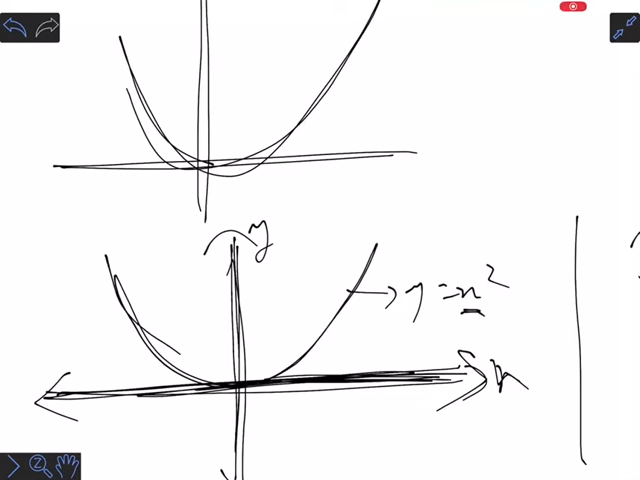 y
y = x²
x